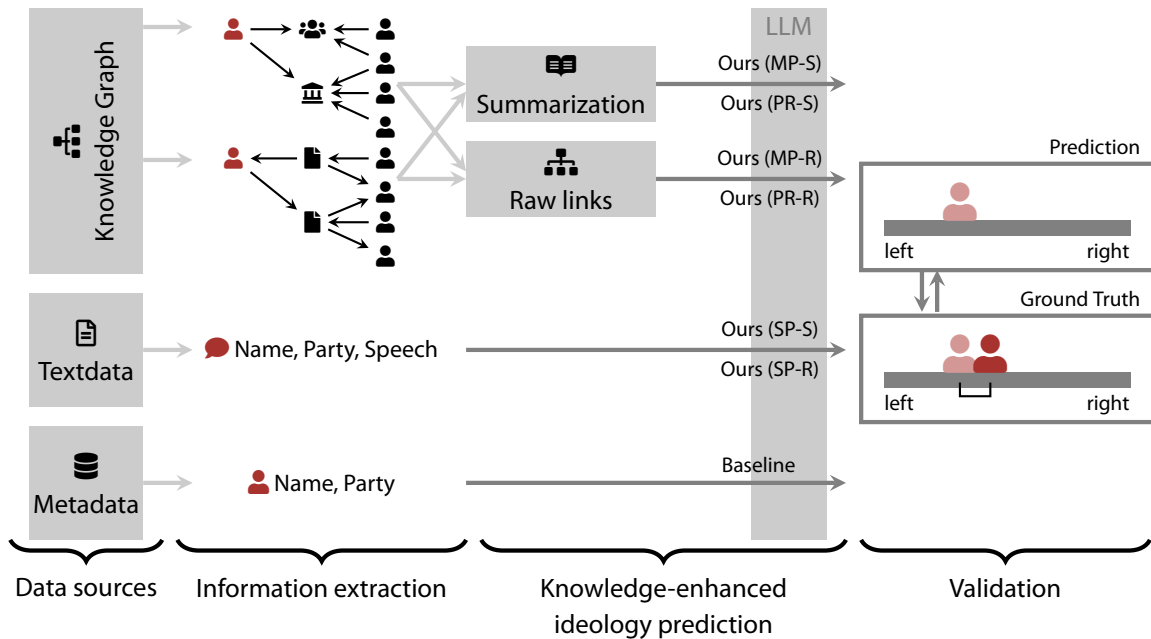 LLM
Knowledge Graph
Summarization
Ours (MP-S)
Ours (PR-S)
Raw links
Ours (MP-R)
Ours (PR-R)
Prediction
left
right
Ground Truth
left
right
Textdata
Name, Party, Speech
Ours (SP-S)
Ours (SP-R)
Metadata
Name, Party
Baseline
Data sources
Information extraction
Knowledge-enhanced
ideology prediction
Validation